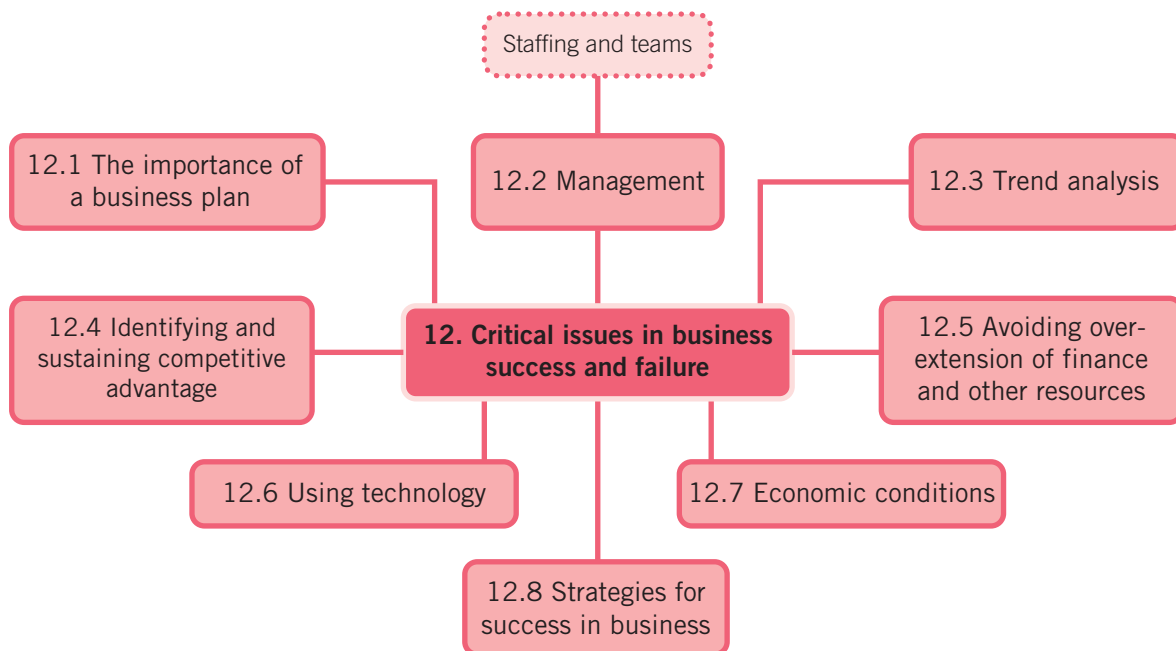 Staffing and teams
12.1 The importance of
a business plan
12.2 Management
12.3 Trend analysis
12.4 Identifying and
sustaining competitive
advantage
12. Critical issues in business
success and failure
12.5 Avoiding over-
extension of finance
and other resources
12.6 Using technology
12.7 Economic conditions
12.8 Strategies for
success in business